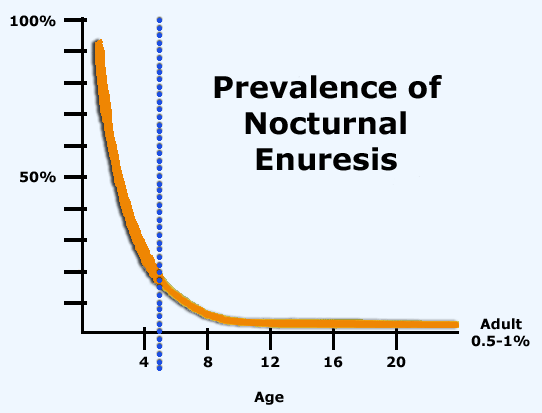 100%
Prevalence of
Nocturnal
Enuresis
50%
Adult
0.5-1%
4 8 12 16 20
Age